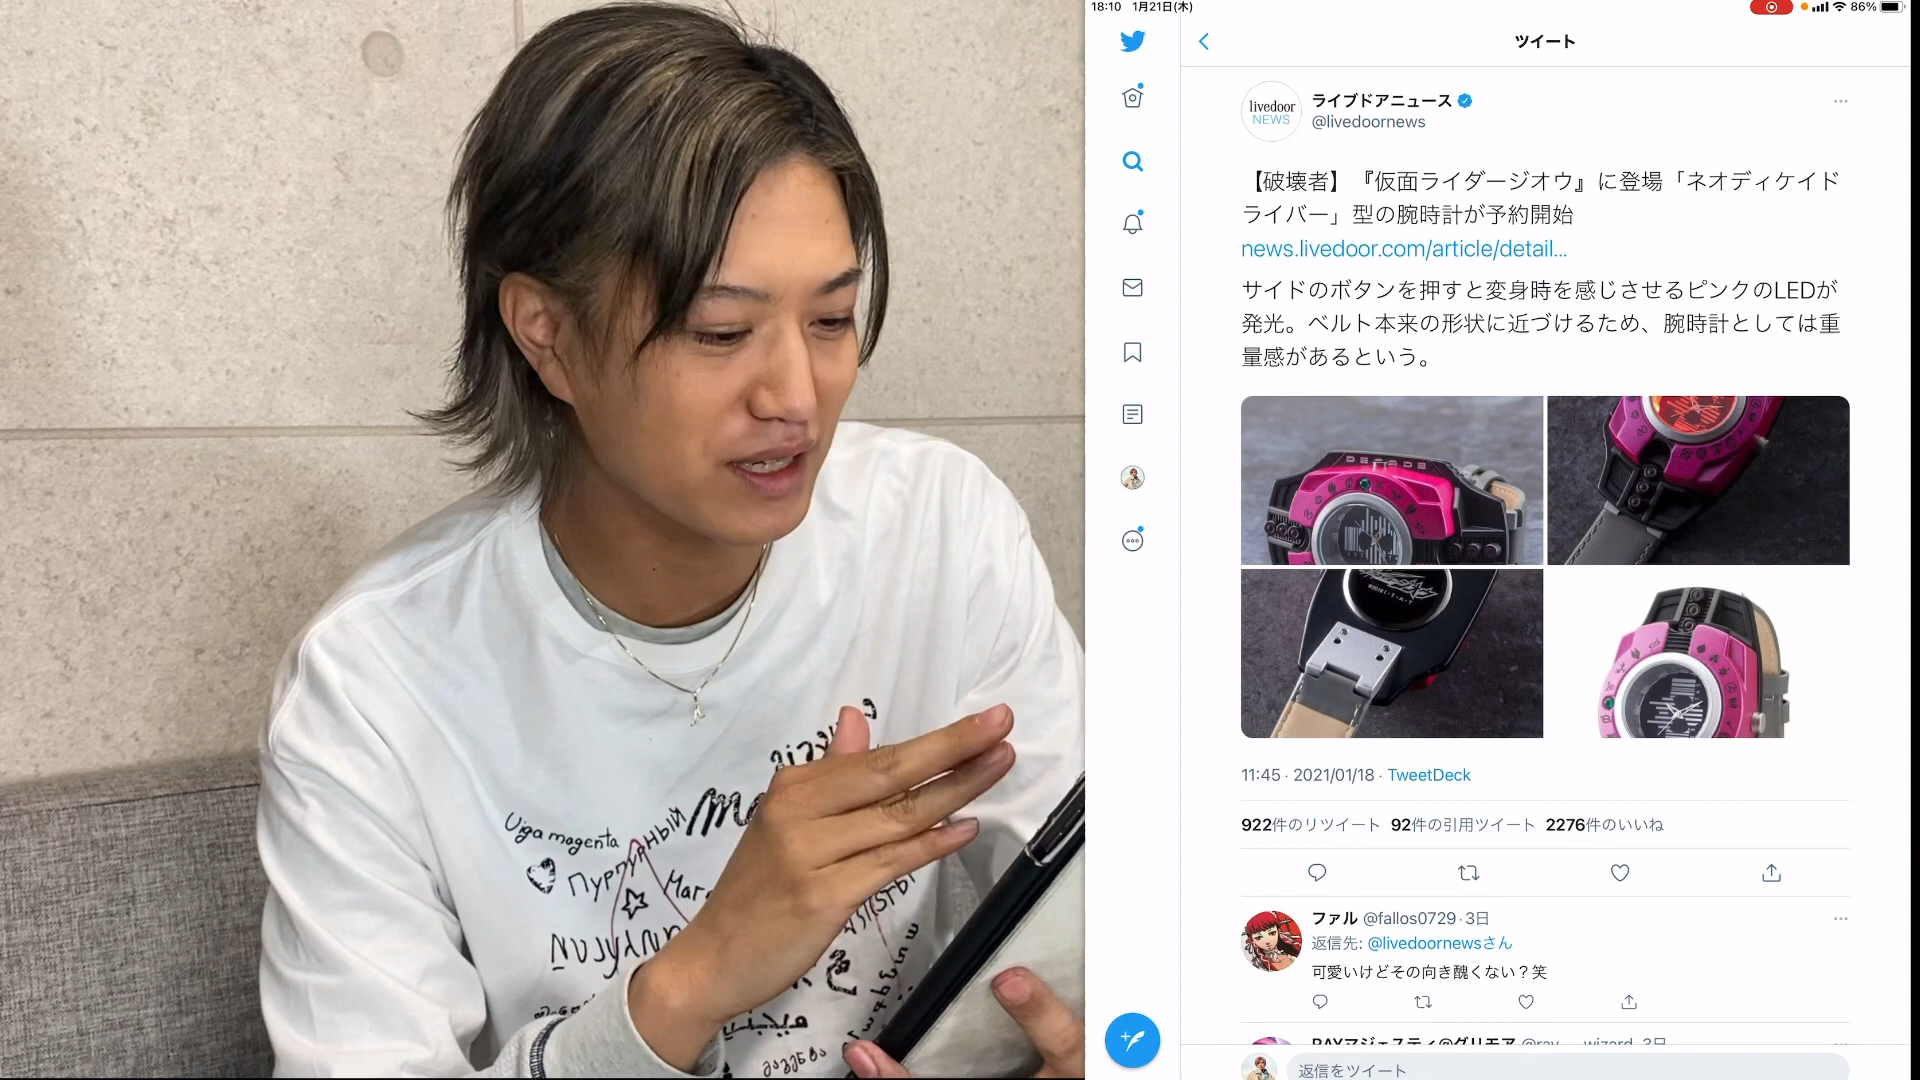 18:10 1月21日(木)
86%
ツイート
livedoor
NEWS
ライブドアニュース
@livedoornews
【破壊者】『仮面ライダージオウ』に登場「ネオディケイド
ライバー」型の腕時計が予約開始
news.livedoor.com/article/detail...
サイドのボタンを押すと変身時を感じさせるピンクのLEDが
発光。ベルト本来の形状に近づけるため、腕時計としては重
量感があるという。
DECADE
11:45 · 2021/01/18 · TweetDeck
922件のリツイート 92件の引用ツイート 2276件のいいね
ファル @fallos0729 · 3日
返信先: @livedoornewsさん
可愛いけどその向き醜くない？笑
返信をツイート
Uiga magenta